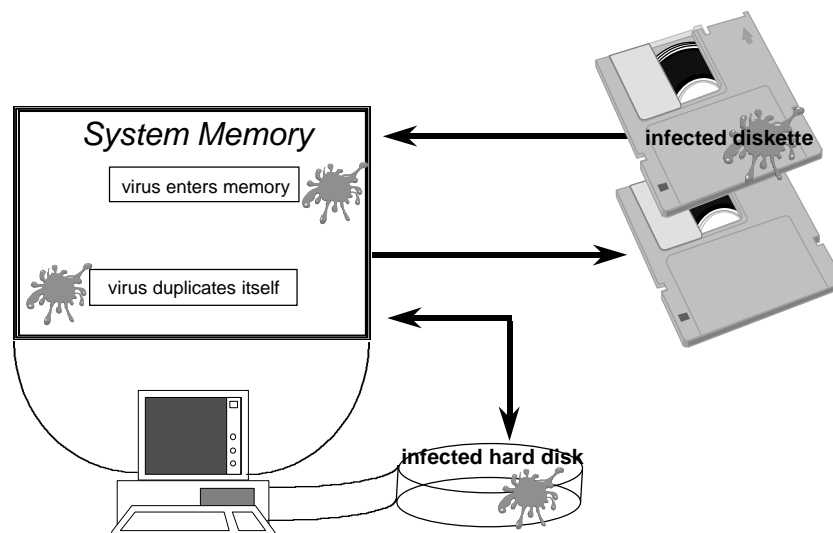 System Memory
infected diskette
virus enters memory
virus duplicates itself
infected hard disk